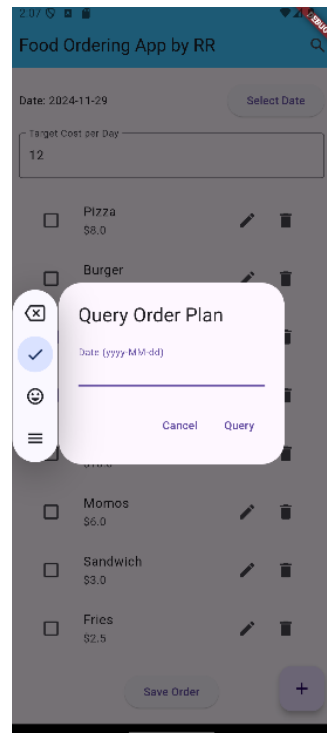 2:07
DEBUG
Food Ordering App by RR
Date: 2024-11-29
Select Date
Target Cost per Day
12
Pizza
$8.0
Burger
Query Order Plan
Date (yyyy-MM-dd)
Cancel
Query
Momos
$6.0
Sandwich
$3.0
Fries
$2.5
Save Order
+